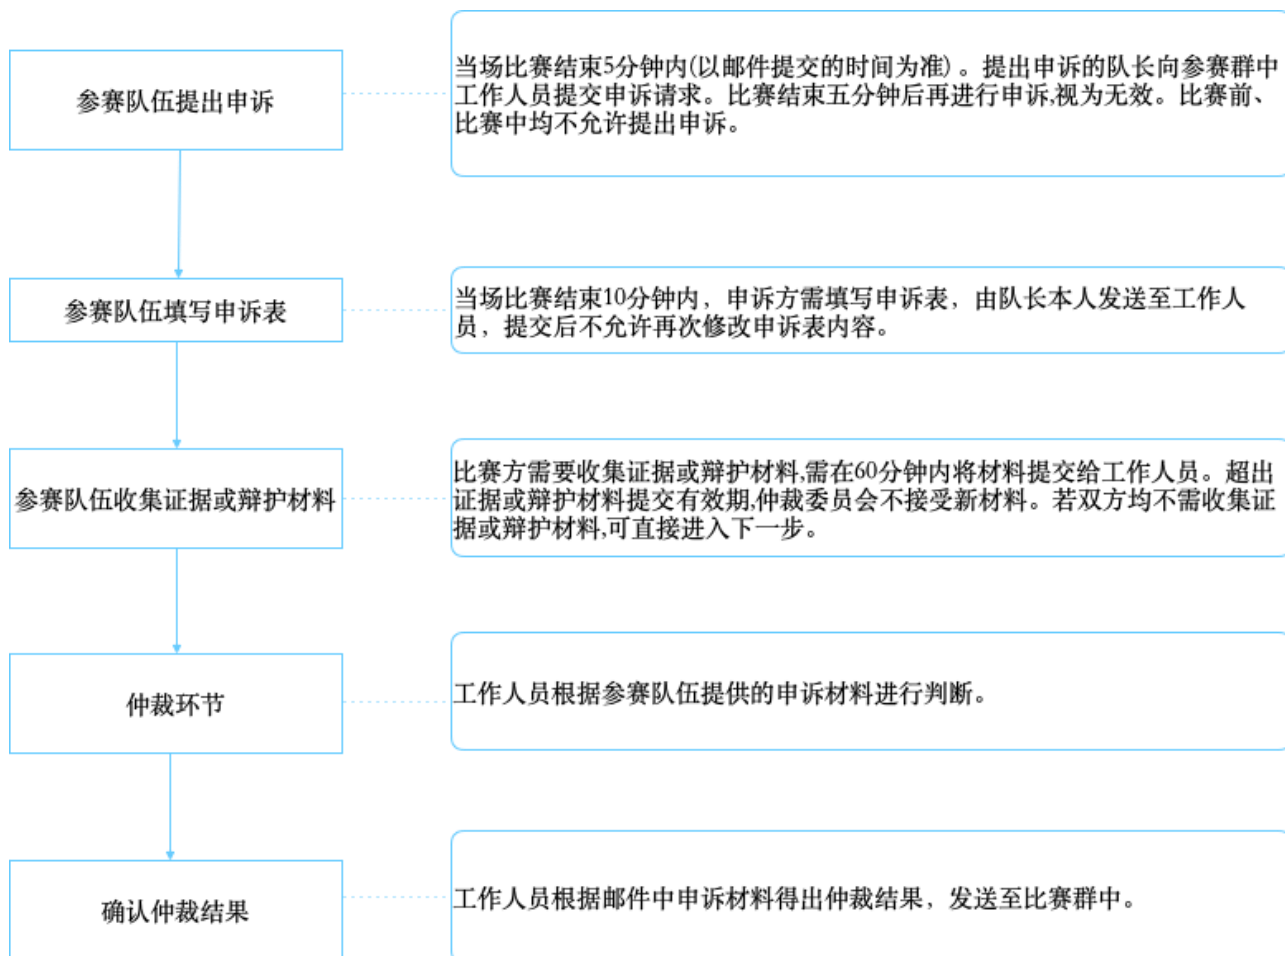 参赛队伍提出申诉
当场比赛结束5分钟内(以邮件提交的时间为准) 。提出申诉的队长向参赛群中
工作人员提交申诉请求。比赛结束五分钟后再进行申诉,视为无效。比赛前、
比赛中均不允许提出申诉。
参赛队伍填写申诉表
当场比赛结束10分钟内，申诉方需填写申诉表，由队长本人发送至工作人
员，提交后不允许再次修改申诉表内容。
参赛队伍收集证据或辩护材料
比赛方需要收集证据或辩护材料,需在60分钟内将材料提交给工作人员。超出
证据或辩护材料提交有效期,仲裁委员会不接受新材料。若双方均不需收集证
据或辩护材料,可直接进入下一步。
仲裁环节
工作人员根据参赛队伍提供的申诉材料进行判断。
确认仲裁结果
工作人员根据邮件中申诉材料得出仲裁结果，发送至比赛群中。